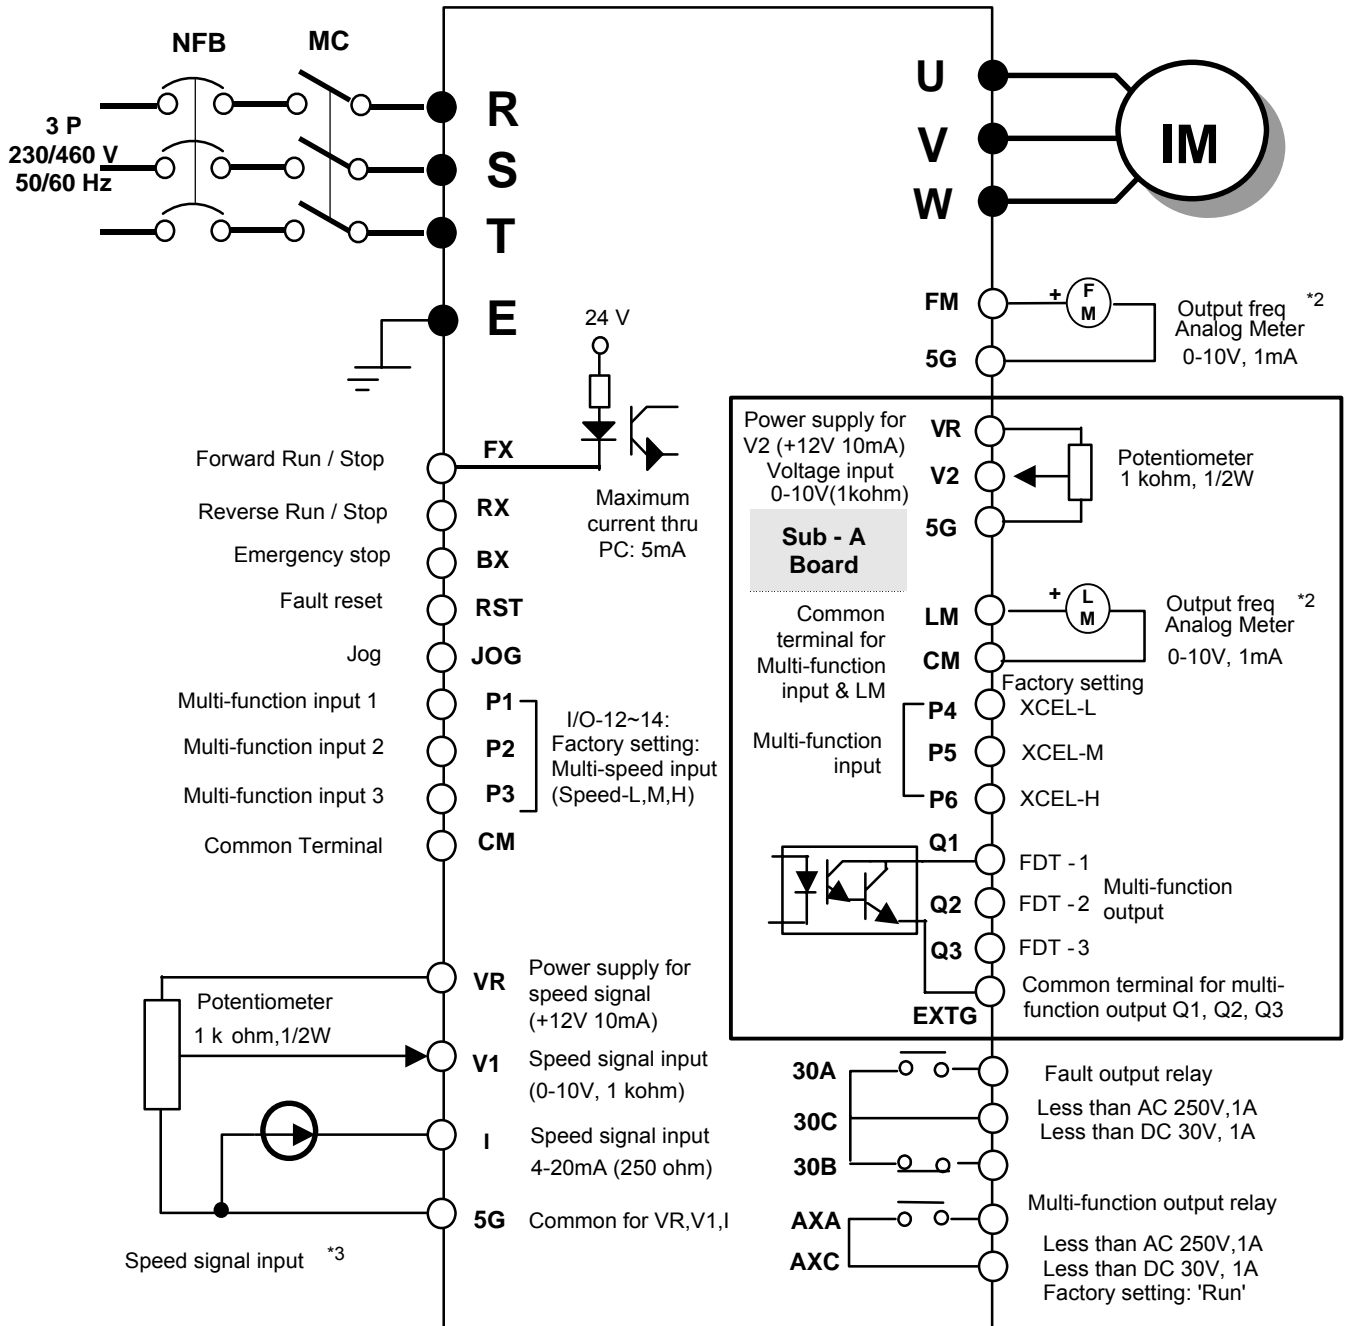 NFB
MC
3 P
230/460 V
50/60 Hz
R
S
T
E
U
V
W
IM
24 V
FM
5G
+
F
M
Output freq *2
Analog Meter
0-10V, 1mA
Forward Run / Stop
FX
Reverse Run / Stop
RX
Emergency stop
BX
Fault reset
RST
Jog
JOG
Multi-function input 1
P1
Multi-function input 2
P2
Multi-function input 3
P3
Common Terminal
CM
Maximum
current thru
PC: 5mA
I/O-12~14:
Factory setting:
Multi-speed input
(Speed-L,M,H)
Power supply for
V2 (+12V 10mA)
Voltage input
0-10V(1kohm)
VR
V2
5G
Potentiometer
1 kohm, 1/2W
Sub - A
Board
Common
terminal for
Multi-function
input & LM
LM
CM
+
L
M
Output freq *2
Analog Meter
0-10V, 1mA
Factory setting
Multi-function
input
P4
XCEL-L
P5
XCEL-M
P6
XCEL-H
Q1
FDT - 1
Q2
FDT - 2
Q3
FDT - 3
Multi-function
output
EXTG
Common terminal for multi-
function output Q1, Q2, Q3
Potentiometer
1 k ohm,1/2W
VR
Power supply for
speed signal
(+12V 10mA)
V1
Speed signal input
(0-10V, 1 kohm)
I
Speed signal input
4-20mA (250 ohm)
5G
Common for VR,V1,I
Speed signal input *3
30A
30C
30B
Fault output relay
Less than AC 250V,1A
Less than DC 30V, 1A
AXA
AXC
Multi-function output relay
Less than AC 250V,1A
Less than DC 30V, 1A
Factory setting: 'Run'